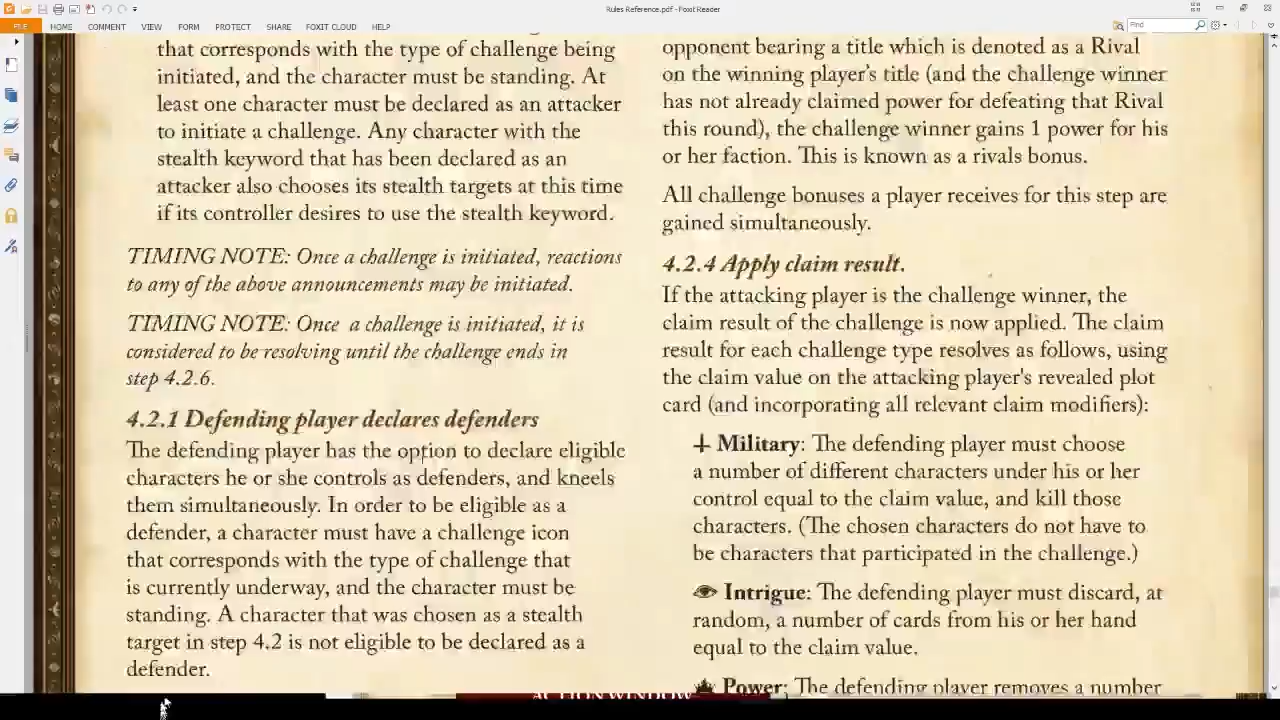 Rules Reference.pdf - Foxit Reader
FILE HOME COMMENT VIEW FORM PROTECT SHARE FOXIT CLOUD HELP
Find
that corresponds with the type of challenge being
initiated, and the character must be standing. At
least one character must be declared as an attacker
to initiate a challenge. Any character with the
stealth keyword that has been declared as an
attacker also chooses its stealth targets at this time
if its controller desires to use the stealth keyword.
TIMING NOTE: Once a challenge is initiated, reactions
to any of the above announcements may be initiated.
TIMING NOTE: Once a challenge is initiated, it is
considered to be resolving until the challenge ends in
step 4.2.6.
4.2.1 Defending player declares defenders
The defending player has the option to declare eligible
characters he or she controls as defenders, and kneels
them simultaneously. In order to be eligible as a
defender, a character must have a challenge icon
that corresponds with the type of challenge that
is currently underway, and the character must be
standing. A character that was chosen as a stealth
target in step 4.2 is not eligible to be declared as a
defender.
opponent bearing a title which is denoted as a Rival
on the winning player's title (and the challenge winner
has not already claimed power for defeating that Rival
this round), the challenge winner gains 1 power for his
or her faction. This is known as a rivals bonus.
All challenge bonuses a player receives for this step are
gained simultaneously.
4.2.4 Apply claim result.
If the attacking player is the challenge winner, the
claim result of the challenge is now applied. The claim
result for each challenge type resolves as follows, using
the claim value on the attacking player's revealed plot
card (and incorporating all relevant claim modifiers):
Military: The defending player must choose
a number of different characters under his or her
control equal to the claim value, and kill those
characters. (The chosen characters do not have to
be characters that participated in the challenge.)
Intrigue: The defending player must discard, at
random, a number of cards from his or her hand
equal to the claim value.
Power: The defending player removes a number
ACTION WINDOW